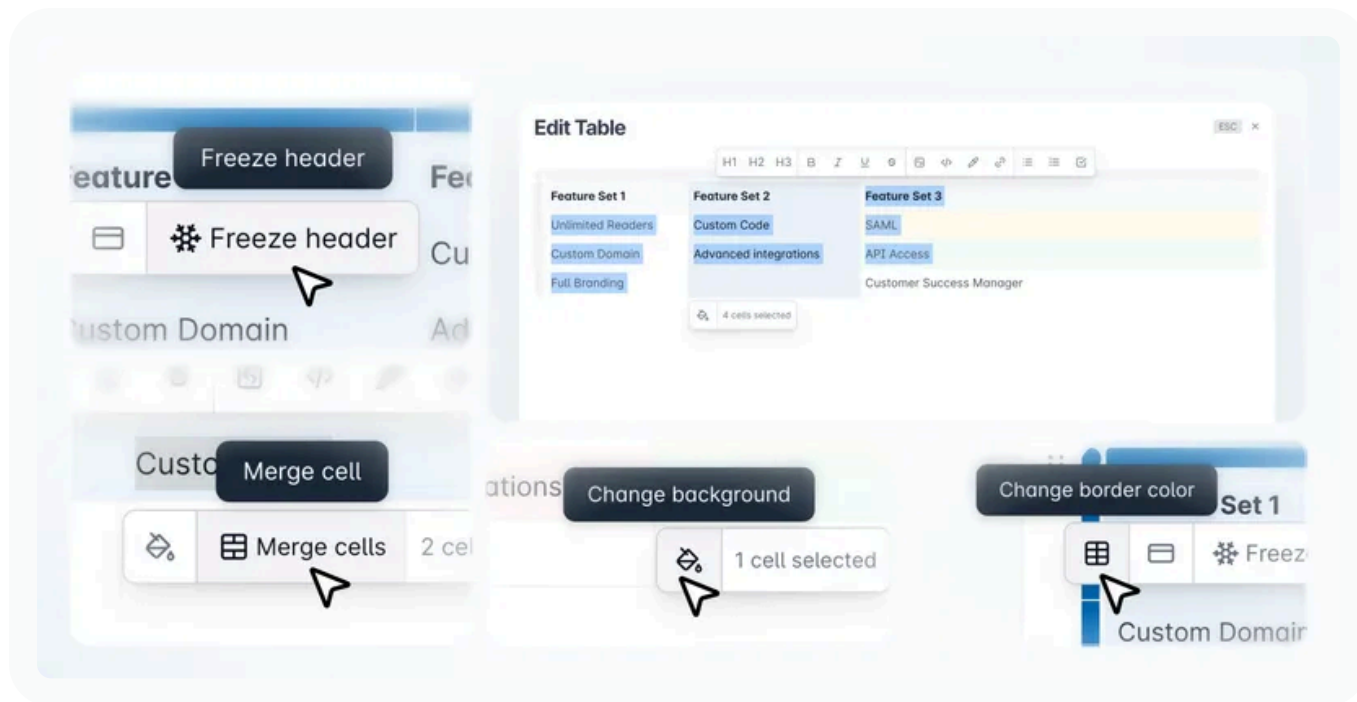 Freeze header
Feature
Fea
Freeze header
Cu
Custom Domain
Ad
Edit Table
ESC
H1 H2 H3 B I U S
Feature Set 1 Feature Set 2 Feature Set 3
Unlimited Readers Custom Code SAML
Custom Domain Advanced integrations API Access
Full Branding Customer Success Manager
4 cells selected
Custo
Merge cell
Merge cells
2 cel
ations
Change background
1 cell selected
Change border color
Set 1
Freez
Custom Domain